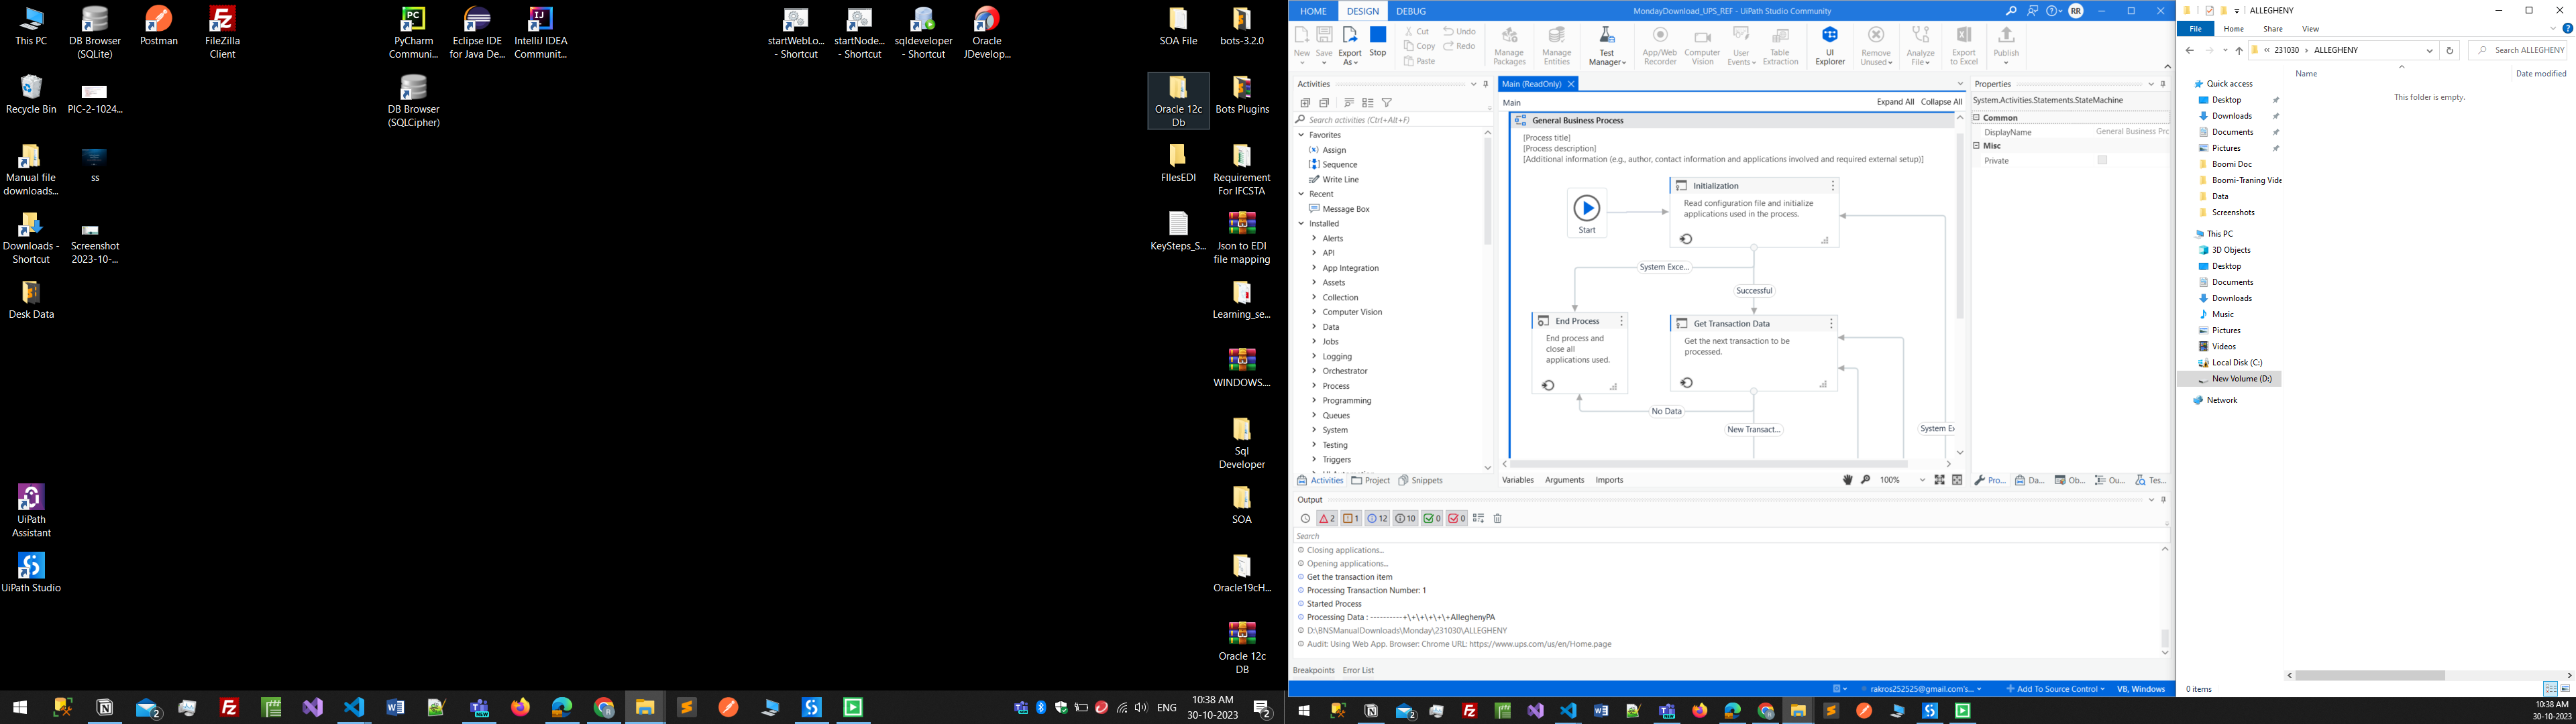 This PC
DB Browser
(SQLite)
Postman
FileZilla
Client
PyCharm
Communi...
Eclipse IDE
for Java De...
IntelliJ IDEA
Communit...
startWebLo...
- Shortcut
startNode...
- Shortcut
sqldeveloper
- Shortcut
Oracle
JDevelop...
SOA File
bots-3.2.0
Recycle Bin
PIC-2-1024...
DB Browser
(SQLCipher)
Oracle 12c
Db
Bots Plugins
Manual file
downloads...
ss
FIlesEDI
Requirement
For IFCSTA
Downloads -
Shortcut
Screenshot
2023-10-...
KeySteps_S...
Json to EDI
file mapping
Desk Data
Learning_se...
WINDOWS....
Sql
Developer
UiPath
Assistant
SOA
UiPath Studio
Oracle19cH...
Oracle 12c
DB
ENG
10:38 AM
30-10-2023
2
HOME
DESIGN
DEBUG
MondayDownload_UPS_REF - UiPath Studio Community
RR
New
Save
Export
As
Stop
Cut
Copy
Paste
Undo
Redo
Manage
Packages
Manage
Entities
Test
Manager
App/Web
Recorder
Computer
Vision
User
Events
Table
Extraction
UI
Explorer
Remove
Unused
Analyze
File
Export
to Excel
Publish
Activities
Search activities (Ctrl+Alt+F)
Favorites
Assign
Sequence
Write Line
Recent
Message Box
Installed
Alerts
API
App Integration
Assets
Collection
Computer Vision
Data
Jobs
Logging
Orchestrator
Process
Programming
Queues
System
Testing
Triggers
Activities
Project
Snippets
Main (ReadOnly)
Main
Expand All
Collapse All
General Business Process
[Process title]
[Process description]
[Additional information (e.g., author, contact information and applications involved and required external setup)]
Start
Initialization
Read configuration file and initialize
applications used in the process.
System Exce...
Successful
End Process
End process and
close all
applications used.
Get Transaction Data
Get the next transaction to be
processed.
No Data
New Transact...
System Ex
Variables
Arguments
Imports
100%
Properties
System.Activities.Statements.StateMachine
Common
DisplayName
General Business Prc
Misc
Private
Pro...
Da...
Ob...
Ou...
Tes...
Output
2
1
12
10
0
0
Search
Closing applications...
Opening applications...
Get the transaction item
Processing Transaction Number: 1
Started Process
Processing Data : ----------+\+\+\+\+\+AlleghenyPA
D:\BNSManualDownloads\Monday\231030\ALLEGHENY
Audit: Using Web App. Browser: Chrome URL: https://www.ups.com/us/en/Home.page
Breakpoints
Error List
rakros252525@gmail.com's...
Add To Source Control
VB, Windows
ALLEGHENY
File
Home
Share
View
231030
ALLEGHENY
Search ALLEGHENY
Quick access
Desktop
Downloads
Documents
Pictures
Boomi Doc
Boomi-Traning Vide
Data
Screenshots
This PC
3D Objects
Desktop
Documents
Downloads
Music
Pictures
Videos
Local Disk (C:)
New Volume (D:)
Network
Name
Date modified
This folder is empty.
0 items
10:38 AM
30-10-2023